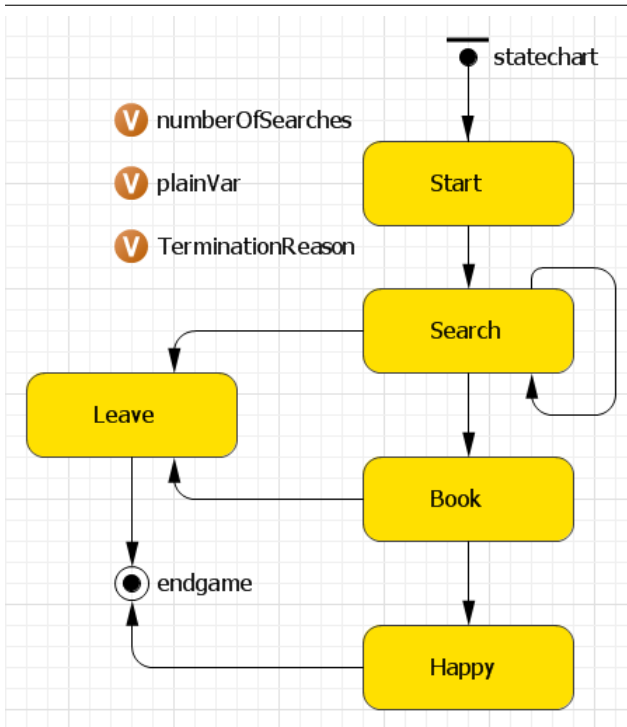 statechart
V numberOfSearches
V plainVar
Start
V TerminationReason
Search
Leave
Book
endgame
Happy